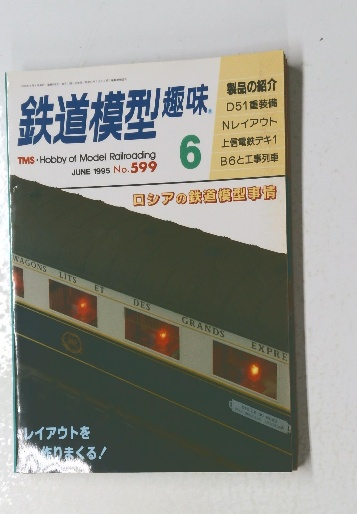 鉄道模型趣味
TMS・Hobby of Model Railroading
JUNE 1995 No.599
6
製品の紹介
D51重装備
Nレイアウト
上信電鉄デキ1
B6と工事列車
ロシアの鉄道模型事情
WAGONS LITS ET DES GRANDS EXPRE
レイアウトを
作りまくる!